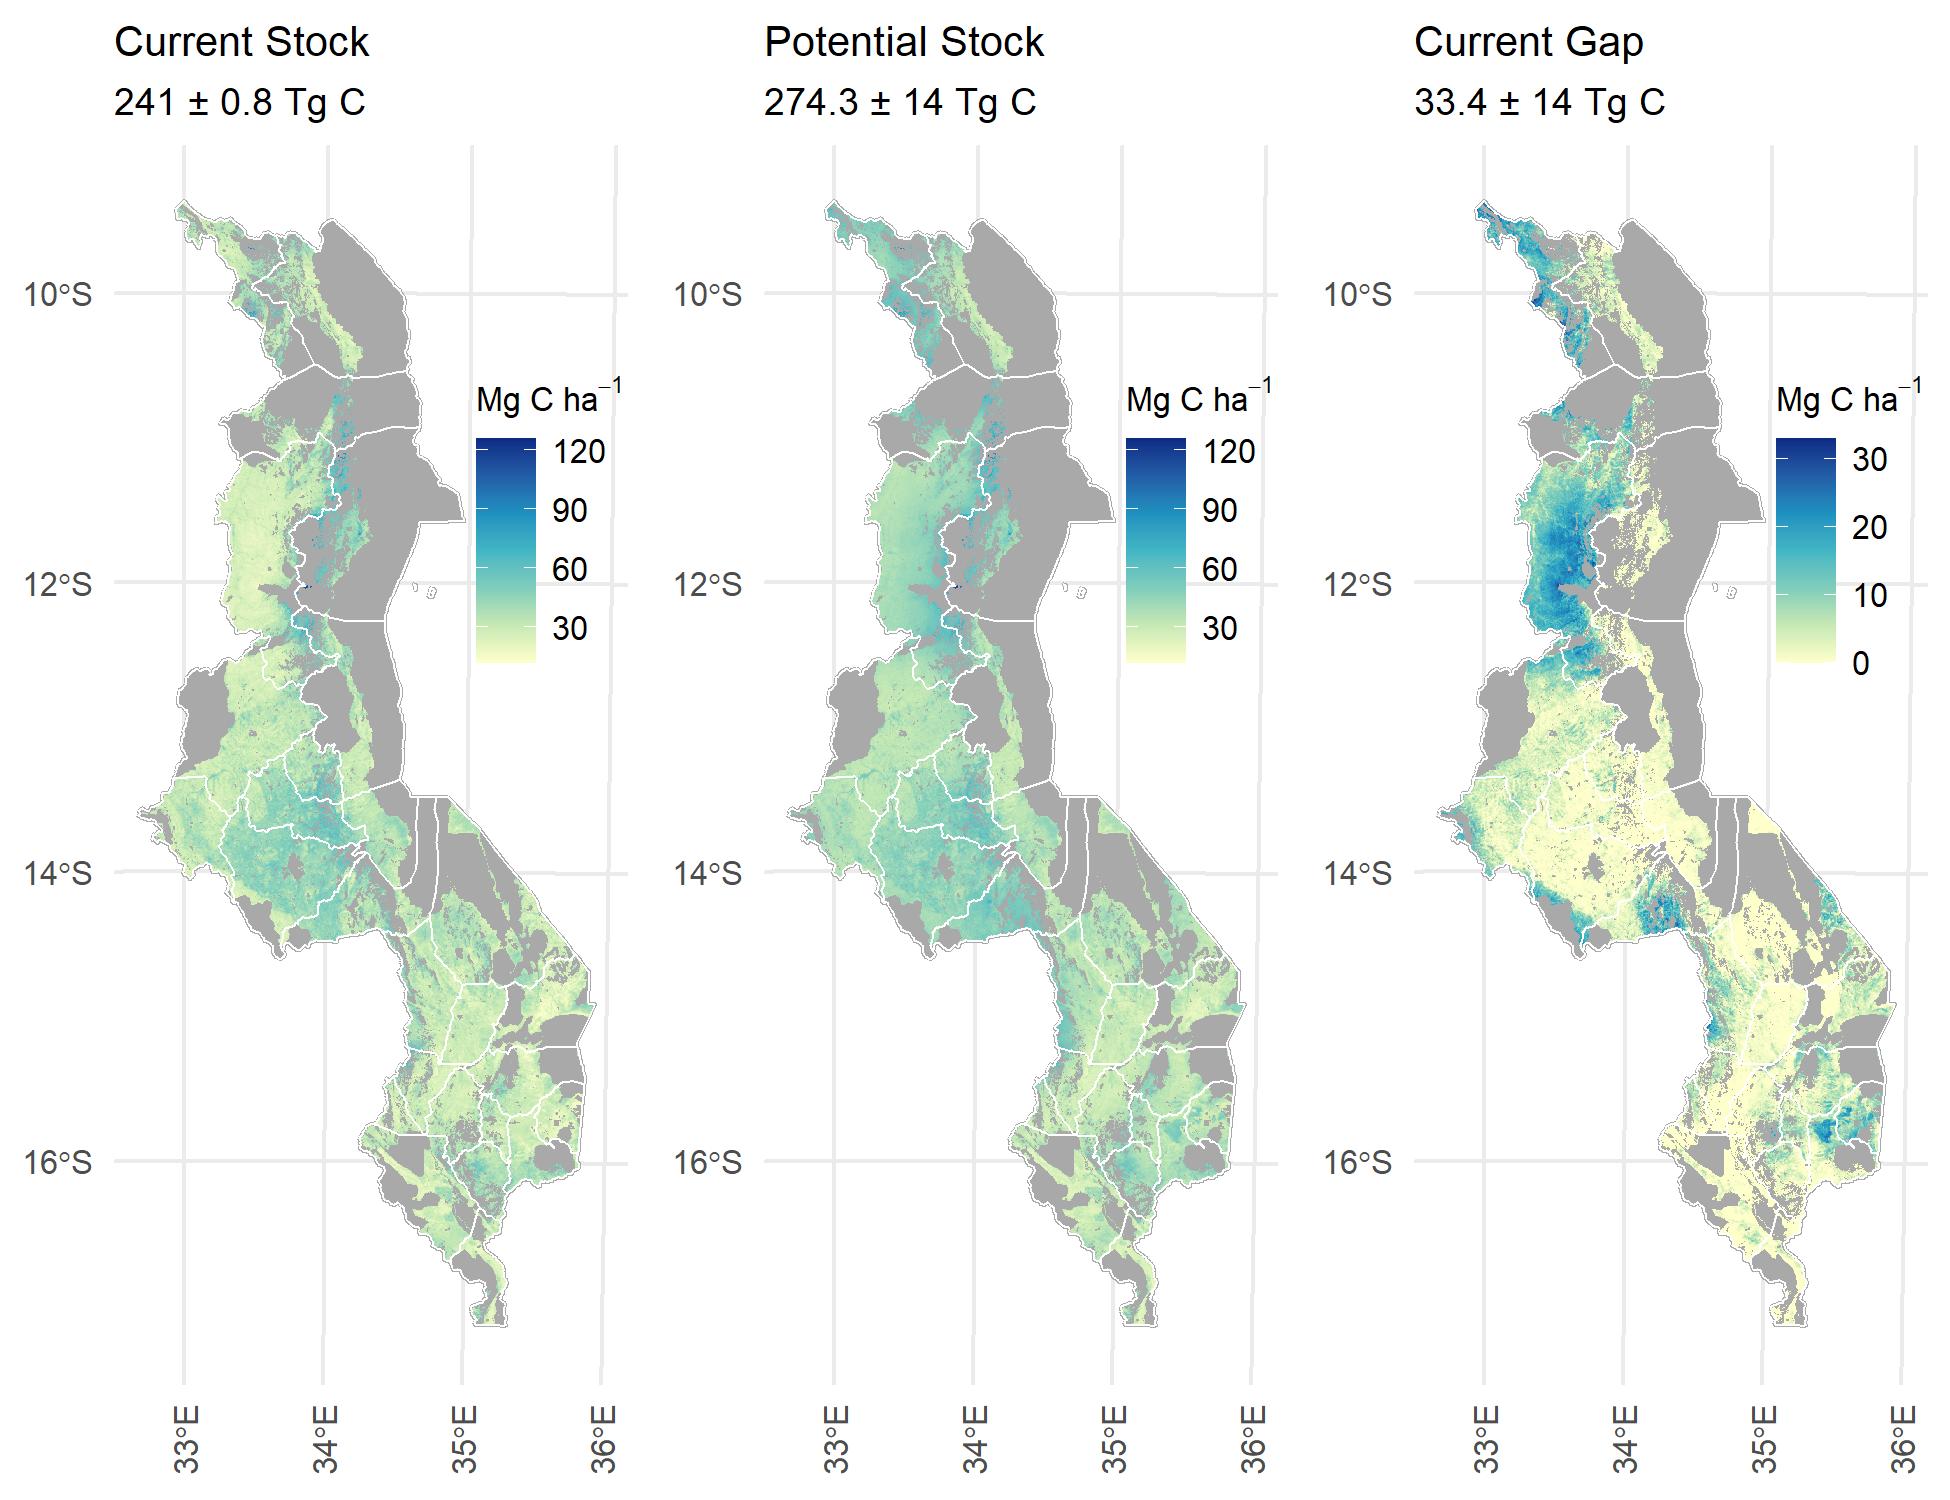 Current Stock
241 ± 0.8 Tg C
10°S
12°S
14°S
16°S
33°E
34°E
35°E
36°E
Mg C ha⁻¹
120
90
60
30
Potential Stock
274.3 ± 14 Tg C
10°S
12°S
14°S
16°S
33°E
34°E
35°E
36°E
Mg C ha⁻¹
120
90
60
30
Current Gap
33.4 ± 14 Tg C
10°S
12°S
14°S
16°S
33°E
34°E
35°E
36°E
Mg C ha⁻¹
30
20
10
0